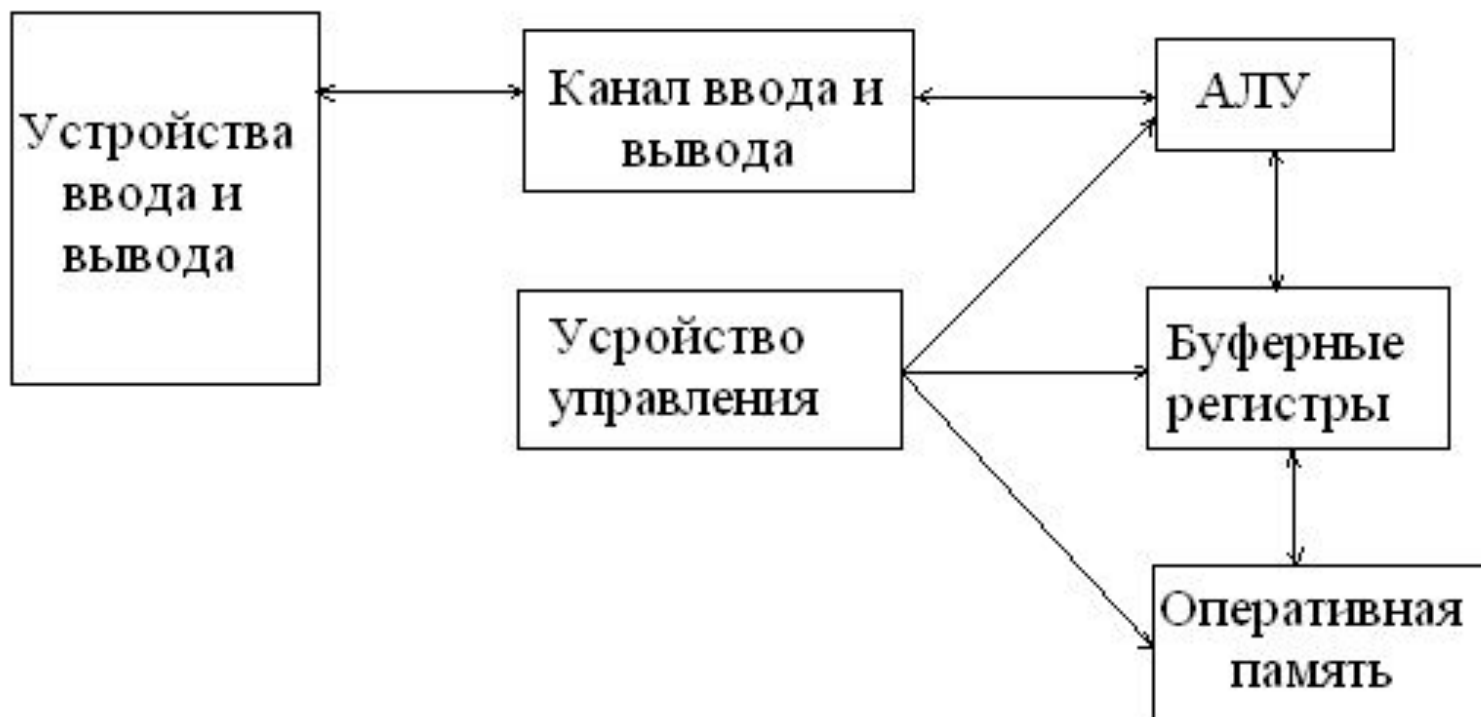 Устройства
ввода и
вывода
Канал ввода и
вывода
АЛУ
Усройство
управления
Буферные
регистры
Оперативная
память